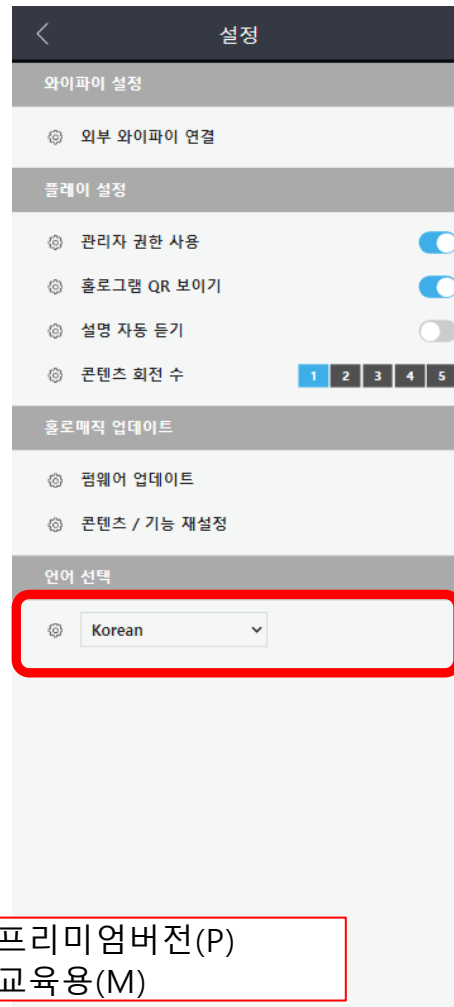 설정
와이파이 설정
외부 와이파이 연결
플레이 설정
관리자 권한 사용
홀로그램 QR 보이기
설명 자동 듣기
콘텐츠 회전 수 1 2 3 4 5
홀로매직 업데이트
펌웨어 업데이트
콘텐츠 / 기능 재설정
언어 선택
Korean
프리미엄버전(P)
교육용(M)